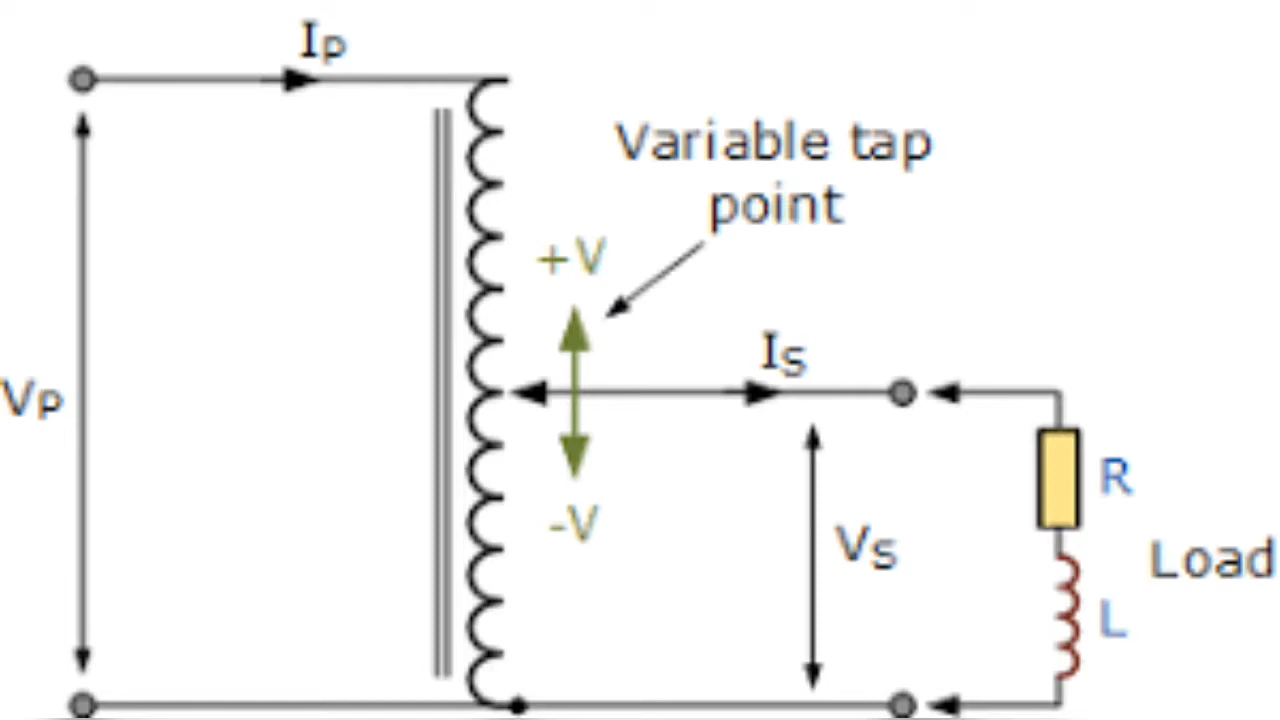 IP
Variable tap
point
+V
IS
VP
-V
R
VS
Load
L